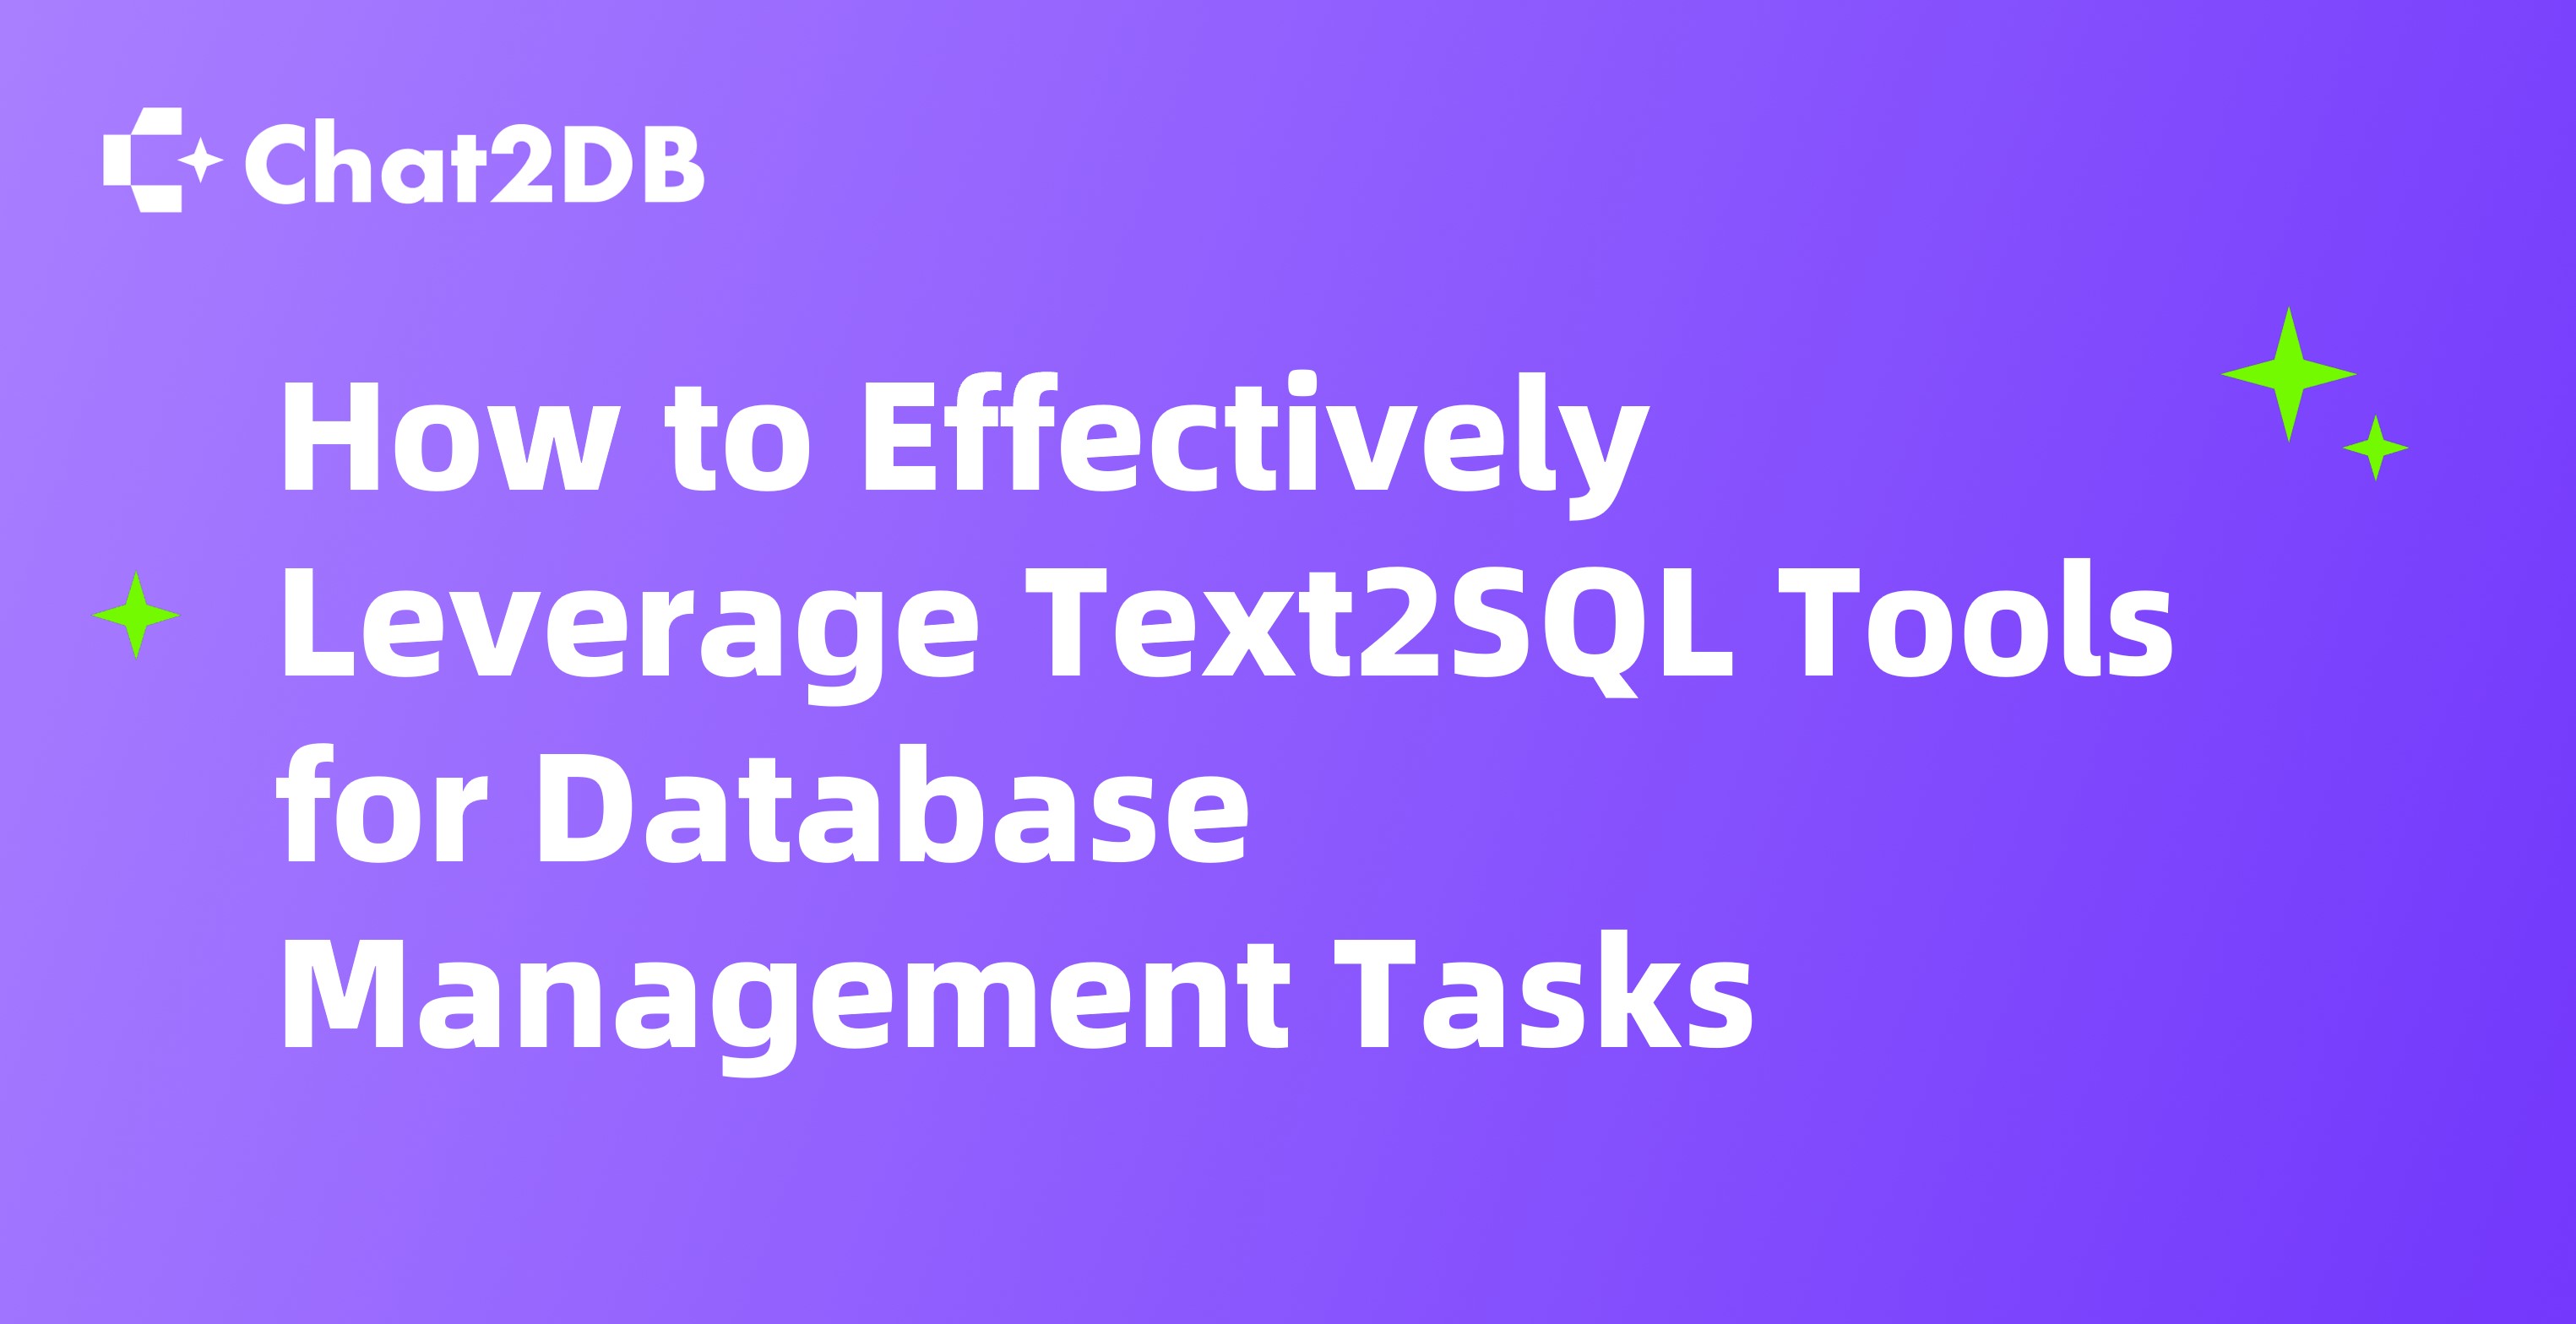 Chat2DB
How to Effectively
Leverage Text2SQL Tools
for Database
Management Tasks